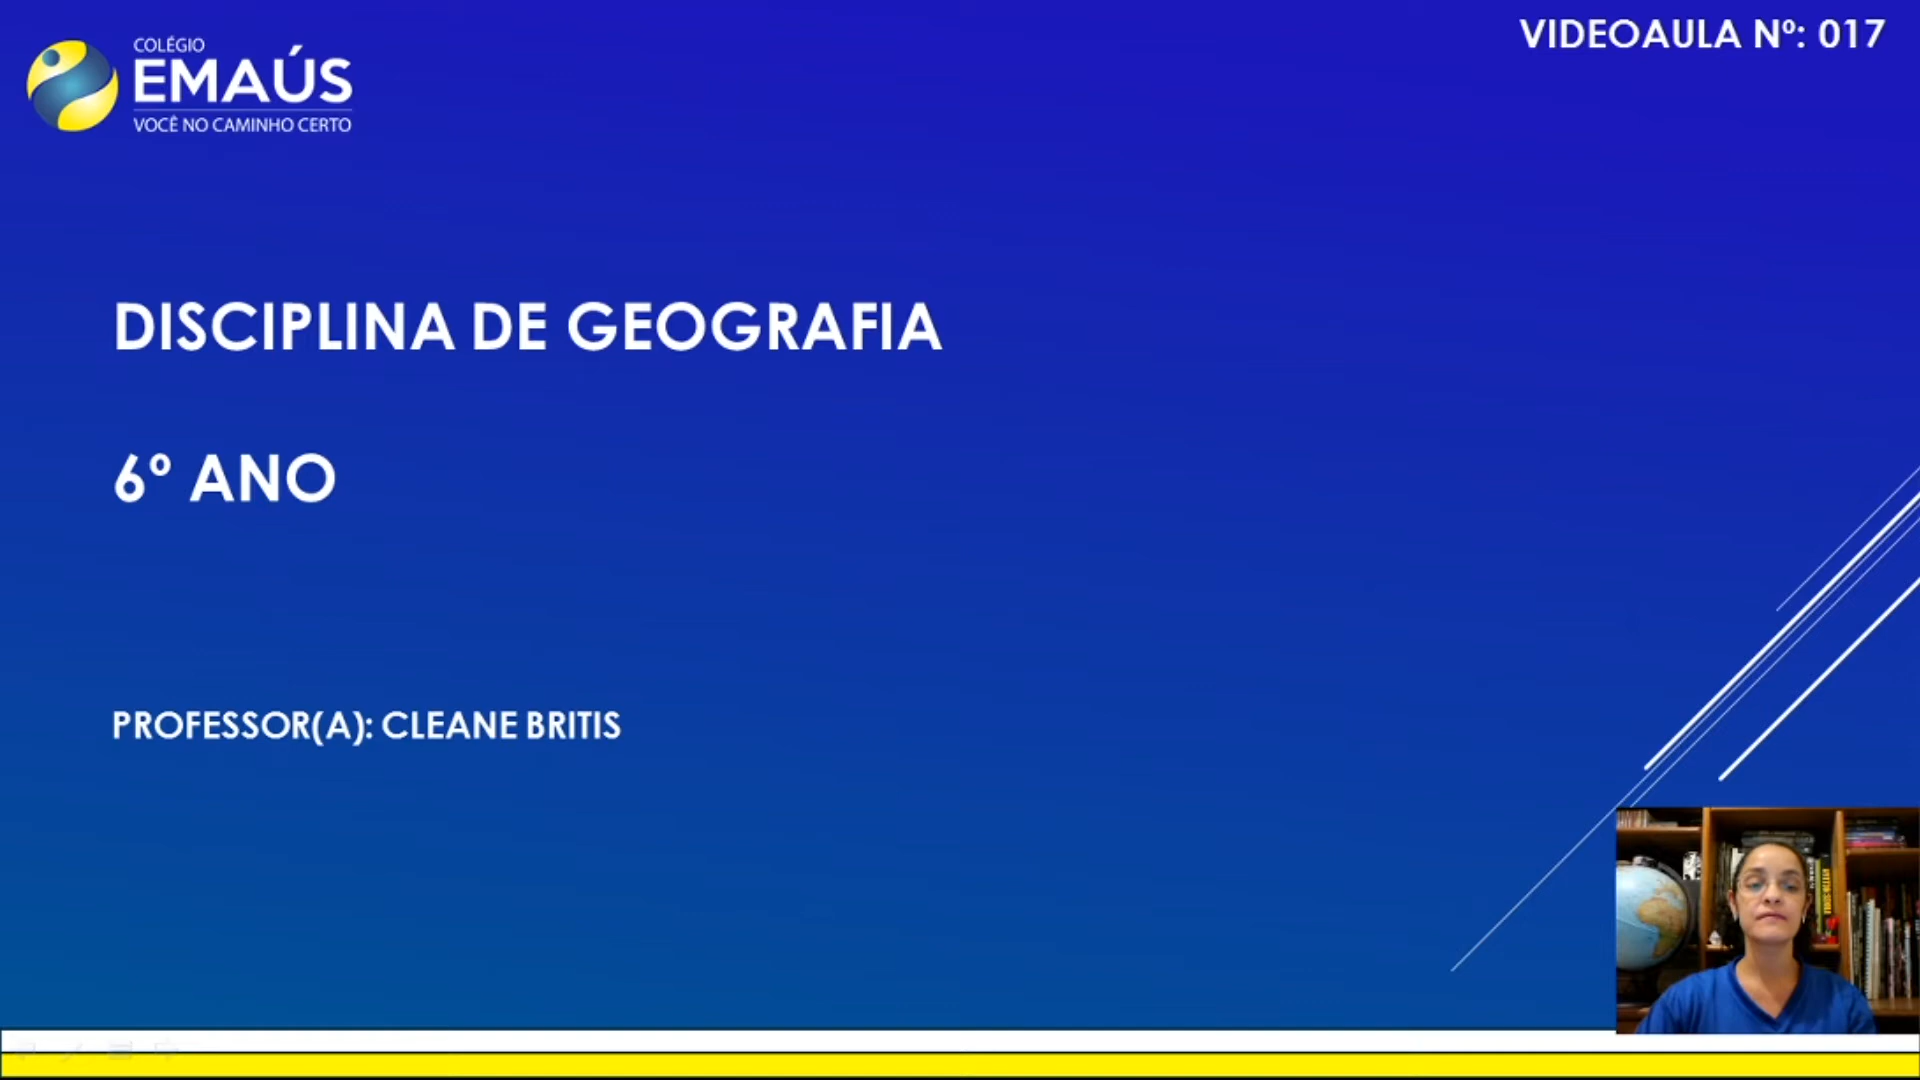 COLÉGIO
EMAÚS
VOCÊ NO CAMINHO CERTO
VIDEOAULA Nº: 017
DISCIPLINA DE GEOGRAFIA
6º ANO
PROFESSOR(A): CLEANE BRITIS